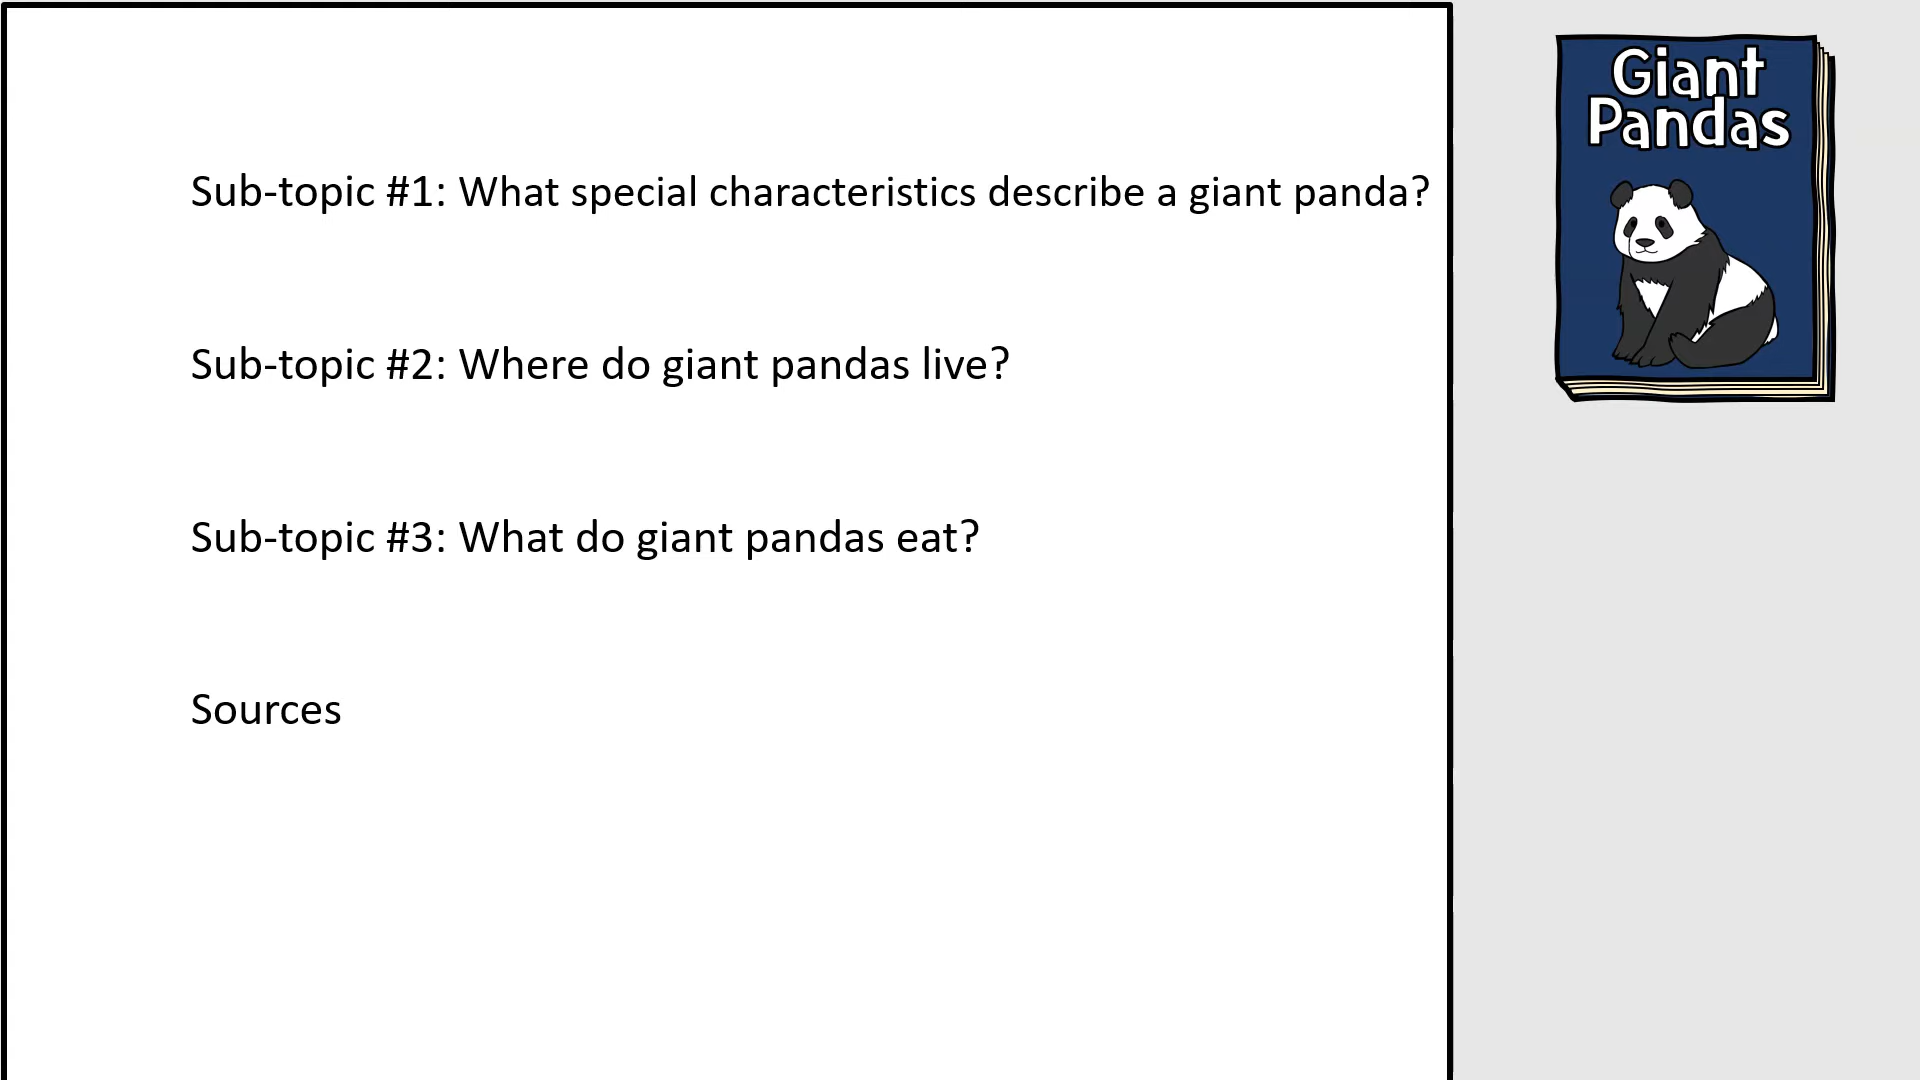 Sub-topic #1: What special characteristics describe a giant panda?
Sub-topic #2: Where do giant pandas live?
Sub-topic #3: What do giant pandas eat?
Sources
Giant
Pandas